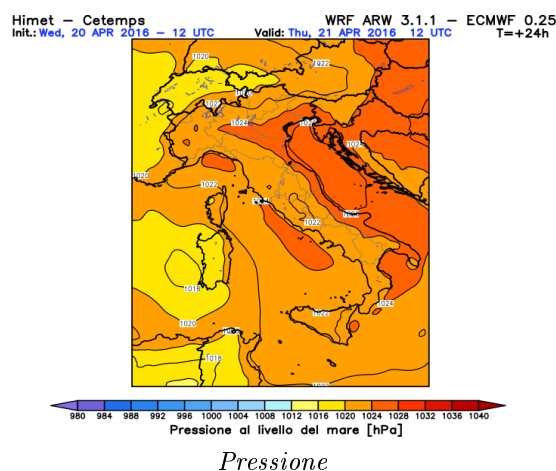 Himet – Cetemps WRF ARW 3.1.1 – ECMWF 0.25
Init.: Wed, 20 APR 2016 – 12 UTC Valid: Thu, 21 APR 2016 12 UTC T=+24h
1020
1022
1024
1020
1022
1022
1018
1024
1020
1022
1018
980 984 988 992 996 1000 1004 1008 1012 1016 1020 1024 1028 1032 1036 1040
Pressione al livello del mare [hPa]
Pressione